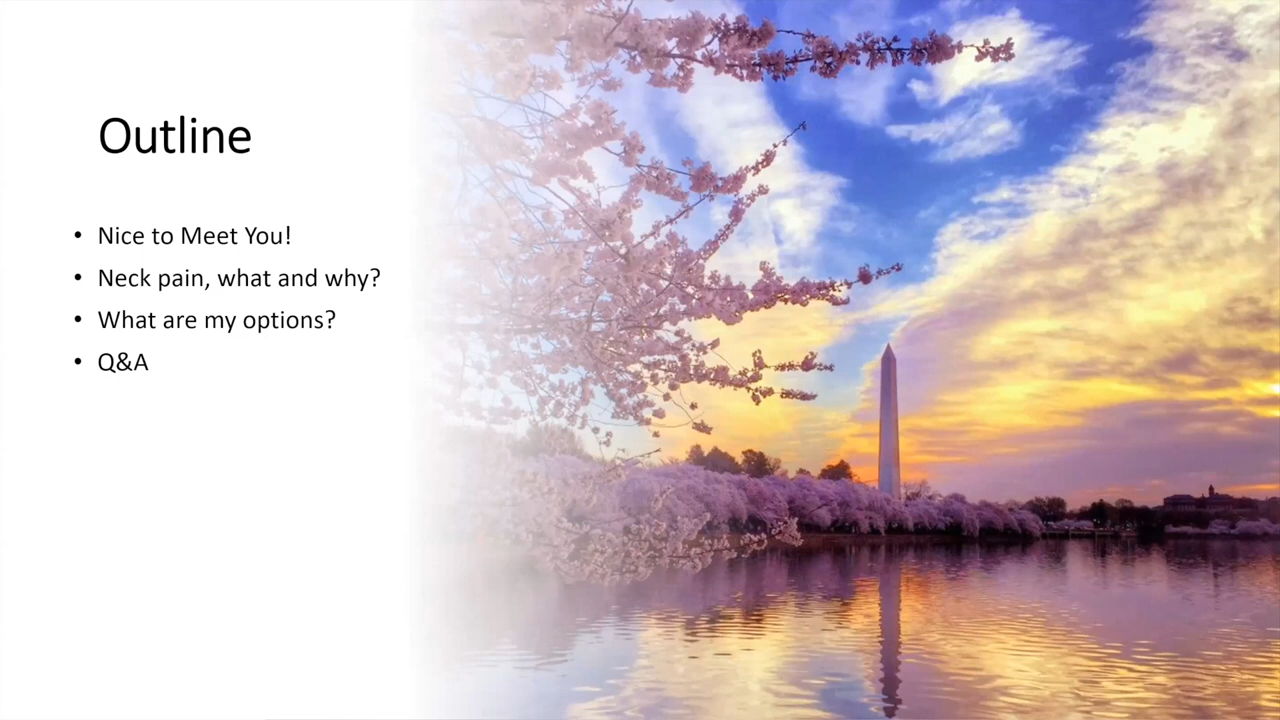 Outline
• Nice to Meet You!
• Neck pain, what and why?
• What are my options?
• Q&A